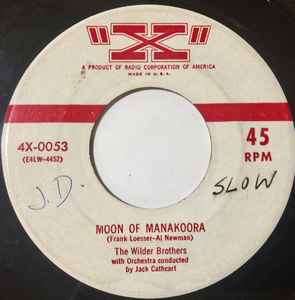 "X"
A PRODUCT OF RADIO CORPORATION OF AMERICA
MADE IN U.S.A.
4X-0053
(E4LW-4452)
45
RPM
J.D.
SLOW
MOON OF MANAKOORA
(Frank Loesser-Al Newman)
The Wilder Brothers
with Orchestra conducted
by Jack Cathcart